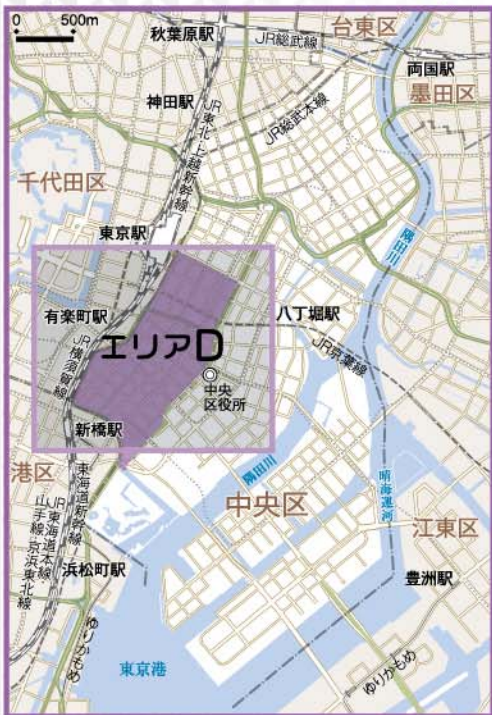 0 500m
秋葉原駅
台東区
JR総武線
両国駅
墨田区
神田駅
JR総武本線
JR東北・上越新幹線
千代田区
隅田川
東京駅
有楽町駅
八丁堀駅
エリアD
JR京葉線
JR横須賀線
中央
区役所
新橋駅
港区
隅田川
中央区
晴海運河
江東区
東海道新幹線
JR東海道本線・
山手線・京浜東北線
浜松町駅
豊洲駅
ゆりかもめ
東京港
ゆりかもめ